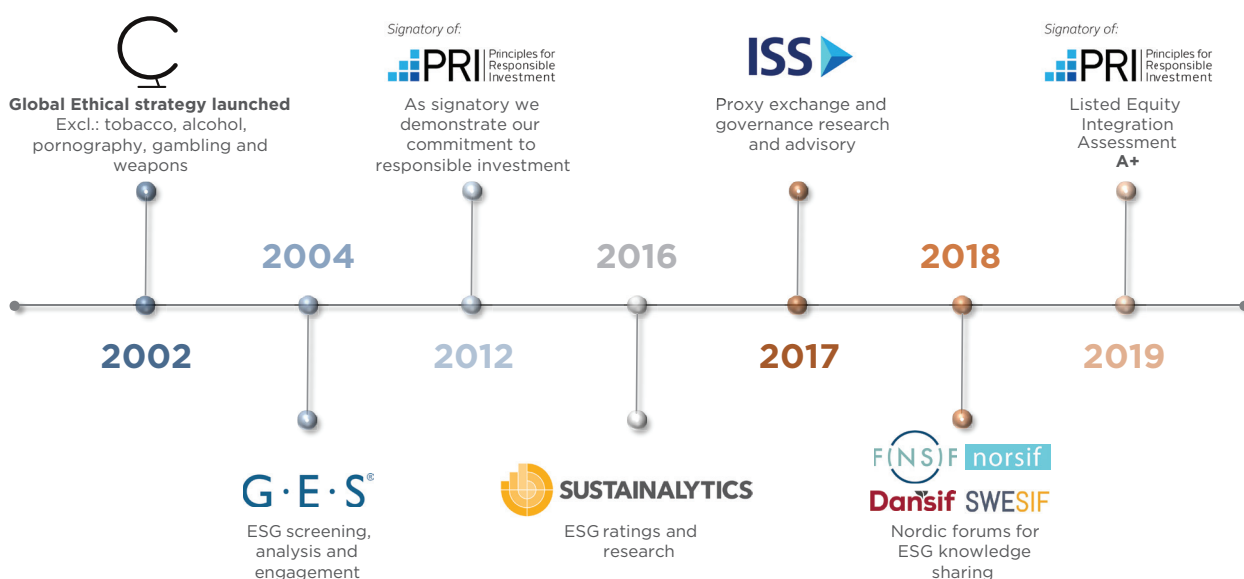 Global Ethical strategy launched
Excl.: tobacco, alcohol,
pornography, gambling and
weapons
2002
2004
G·E·S®
ESG screening,
analysis and
engagement
Signatory of:
PRI Principles for
Responsible
Investment
As signatory we
demonstrate our
commitment to
responsible investment
2012
2016
SUSTAINALYTICS
ESG ratings and
research
ISS
Proxy exchange and
governance research
and advisory
2017
2018
F(NS)F norsif
Dansif SWESIF
Nordic forums for
ESG knowledge
sharing
Signatory of:
PRI Principles for
Responsible
Investment
Listed Equity
Integration
Assessment
A+
2019